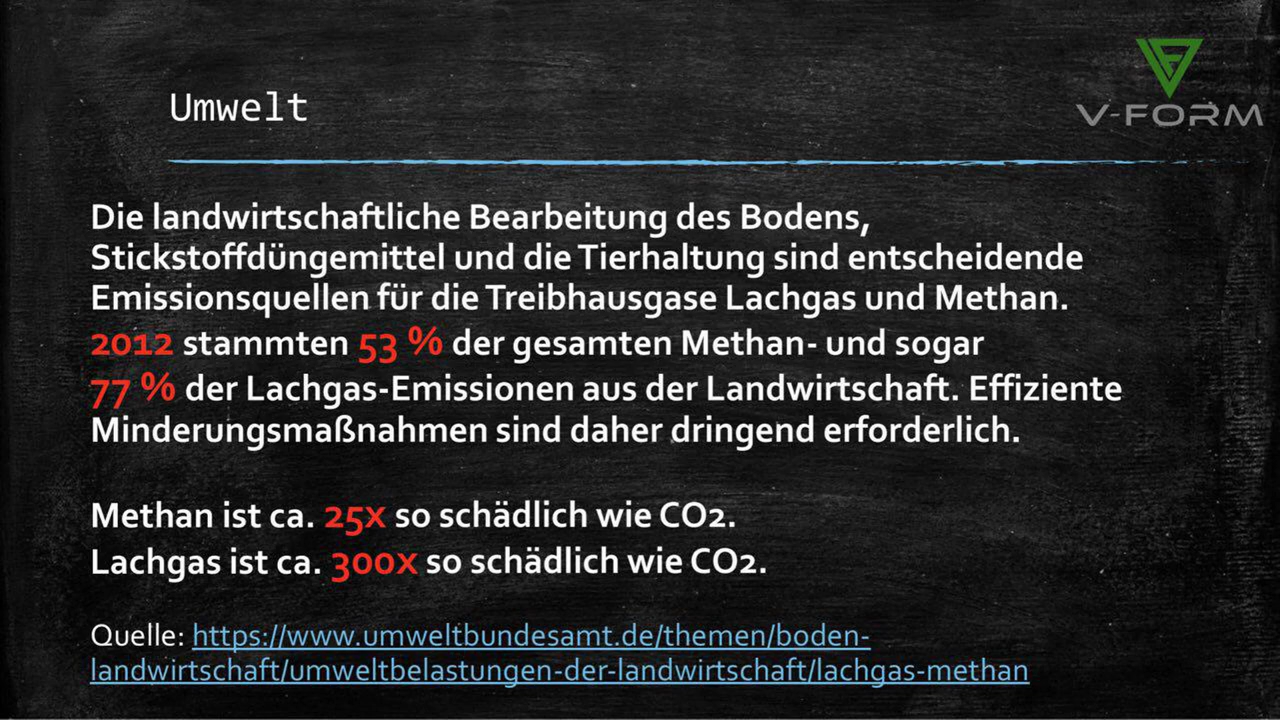 V-FORM
Umwelt
Die landwirtschaftliche Bearbeitung des Bodens,
Stickstoffdüngemittel und die Tierhaltung sind entscheidende
Emissionsquellen für die Treibhausgase Lachgas und Methan.
2012 stammten 53 % der gesamten Methan- und sogar
77 % der Lachgas-Emissionen aus der Landwirtschaft. Effiziente
Minderungsmaßnahmen sind daher dringend erforderlich.
Methan ist ca. 25x so schädlich wie CO2.
Lachgas ist ca. 300x so schädlich wie CO2.
Quelle: https://www.umweltbundesamt.de/themen/boden-
landwirtschaft/umweltbelastungen-der-landwirtschaft/lachgas-methan